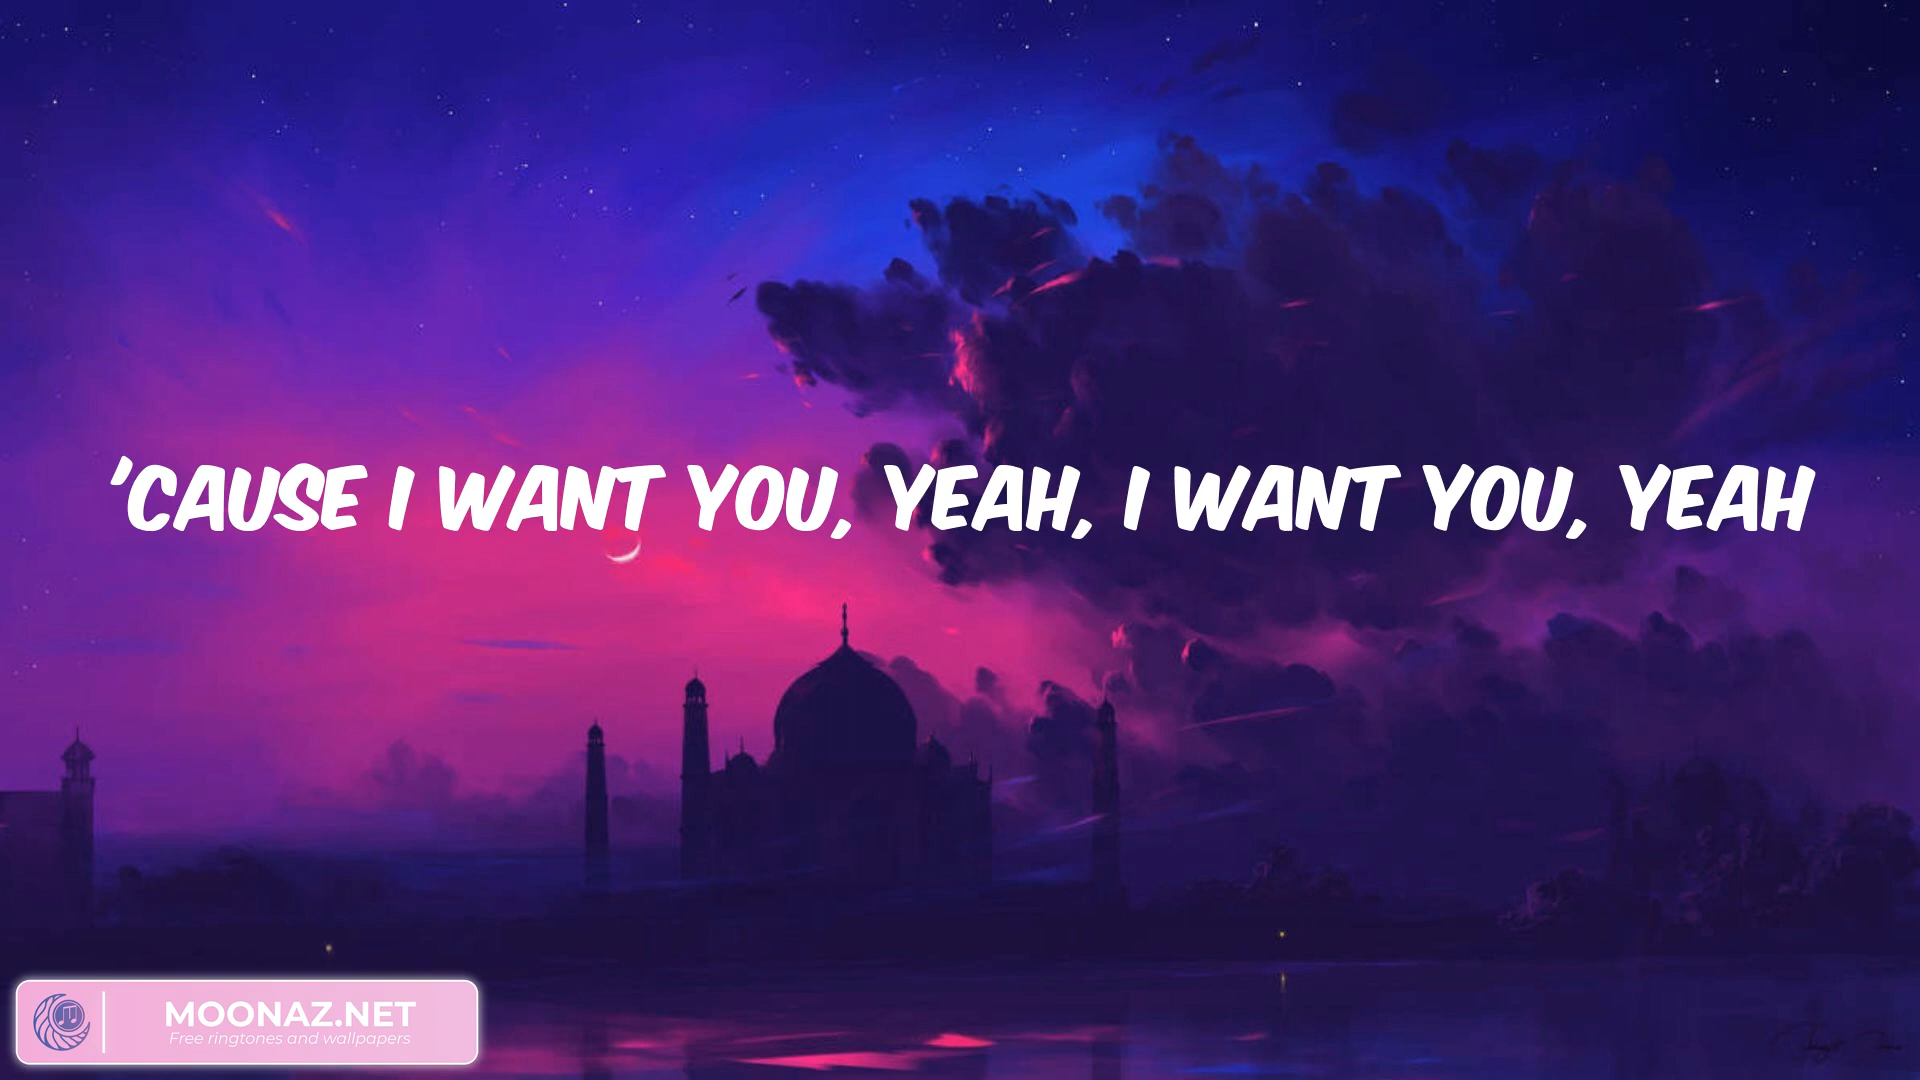 'CAUSE I WANT YOU, YEAH, I WANT YOU, YEAH
MOONAZ.NET
Free ringtones and wallpapers